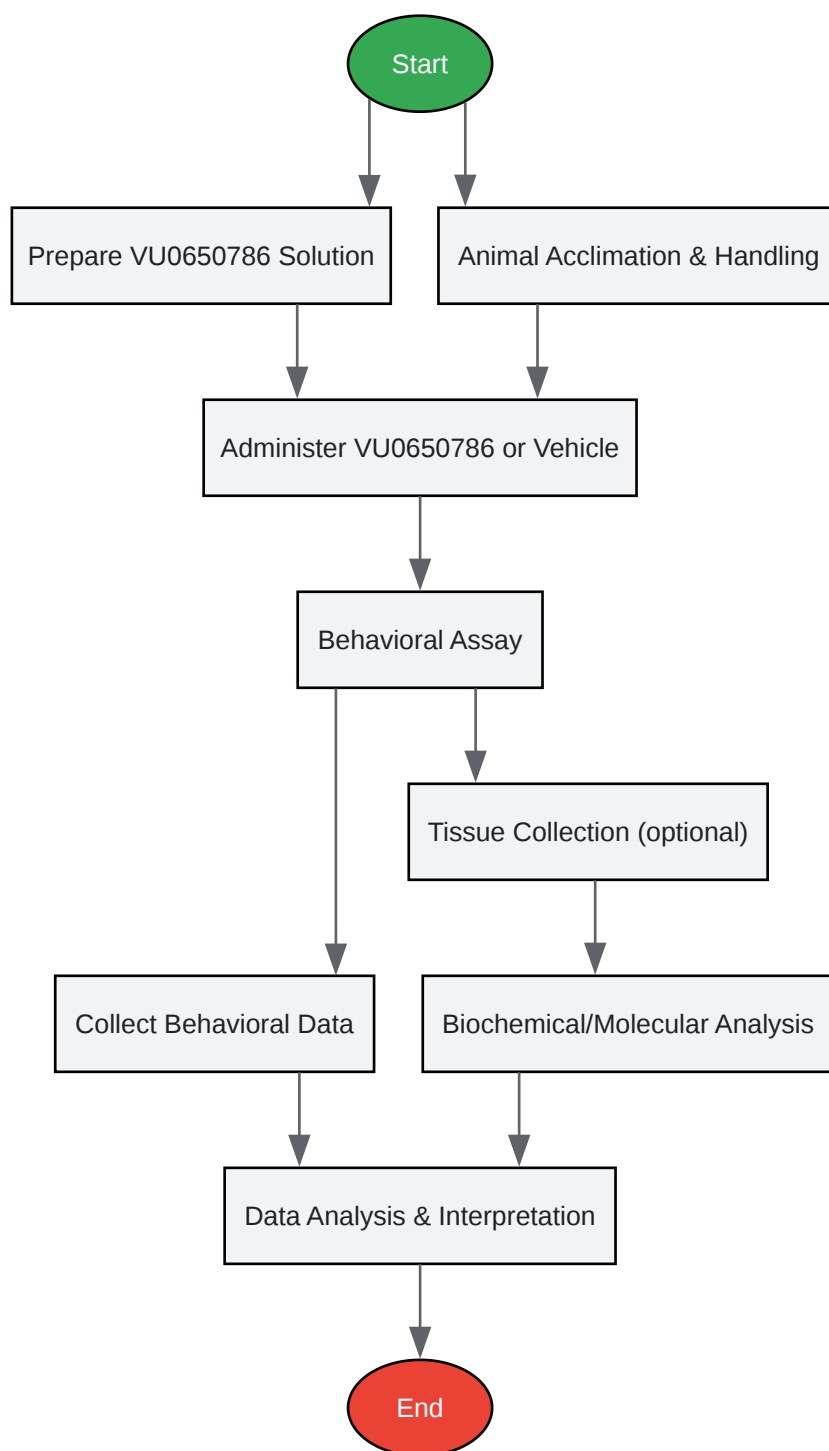 Start
Prepare VU0650786 Solution
Animal Acclimation & Handling
Administer VU0650786 or Vehicle
Behavioral Assay
Tissue Collection (optional)
Collect Behavioral Data
Biochemical/Molecular Analysis
Data Analysis & Interpretation
End